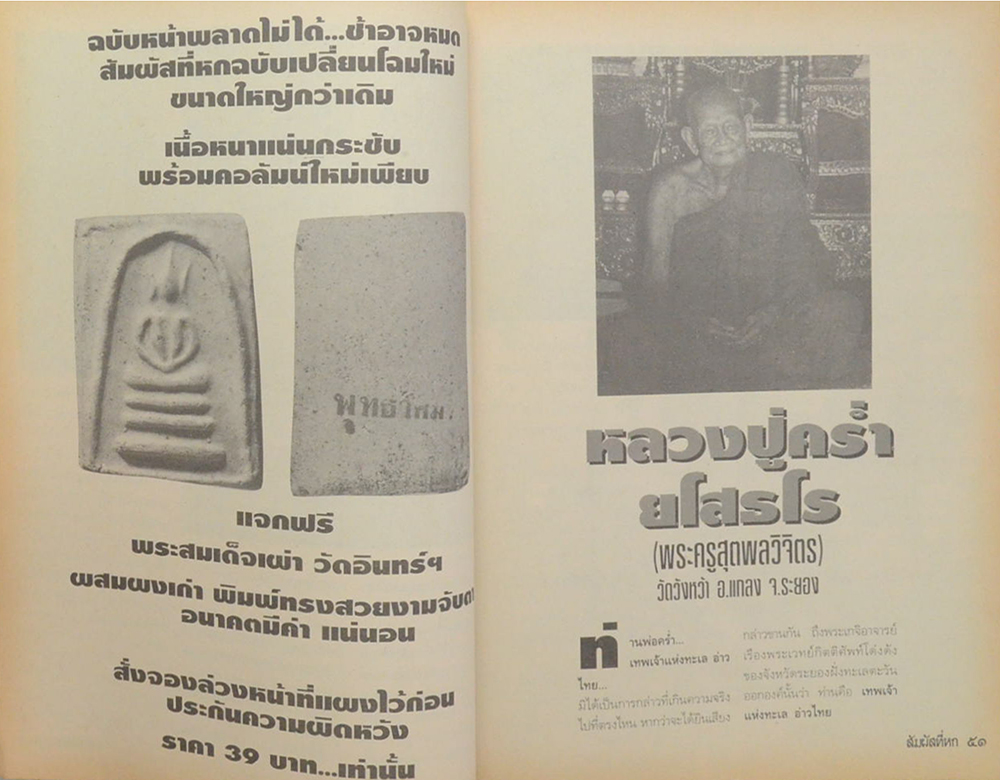 ฉบับหน้าพลาดไม่ได้...ช้าอาจหมด
สัมผัสที่หกฉบับเปลี่ยนโฉมใหม่
ขนาดใหญ่กว่าเดิม
เนื้อหนาแน่นกระชับ
พร้อมคอลัมน์ใหม่เพียบ
แจกฟรี
พระสมเด็จเผ่า วัดอินทร์ฯ
ผสมผงเก่า พิมพ์ทรงสวยงามจับตา
อนาคตมีค่า แน่นอน
สั่งจองล่วงหน้าที่แผงไว้ก่อน
ประกันความผิดหวัง
ราคา 39 บาท...เท่านั้น
หลวงปู่คร่ำ
ยโสธโร
(พระครูสุตพลวิจิตร)
วัดวังหว้า อ.แกลง จ.ระยอง
ท่านพ่อคร่ำ...
เทพเจ้าแห่งทะเล อ่าว
ไทย...
มิได้เป็นการกล่าวที่เกินความจริง
ไปที่ตรงไหน หากว่าจะได้ยินเสียง
กล่าวขานกัน ถึงพระเกจิอาจารย์
เรืองพระเวทย์กิตติศัพท์โด่งดัง
ของจังหวัดระยองฝั่งทะเลตะวัน
ออกองค์นั้นว่า ท่านคือ เทพเจ้า
แห่งทะเล อ่าวไทย
สัมผัสที่หก ๕๑